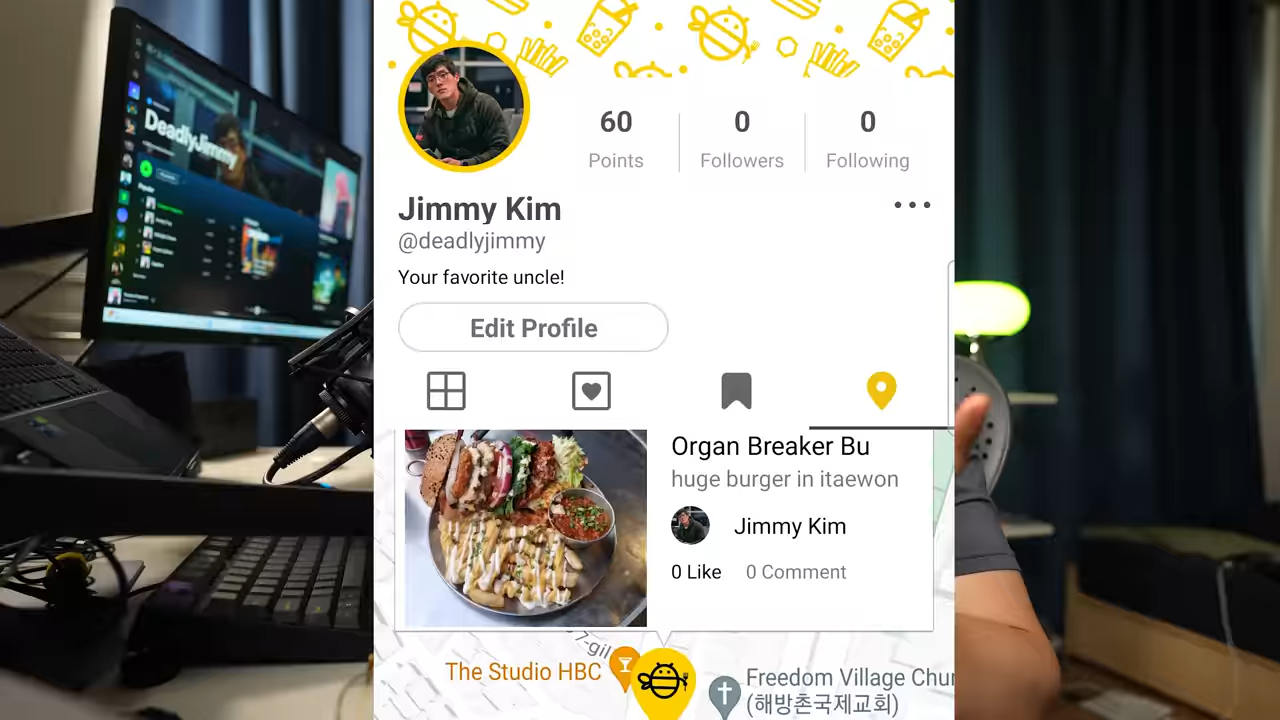 DeadlyJimmy
60
0
0
Points
Followers
Following
Jimmy Kim
@deadlyjimmy
Your favorite uncle!
Edit Profile
Organ Breaker Bu
huge burger in itaewon
Jimmy Kim
0 Like
0 Comment
7-gil
The Studio HBC
Freedom Village Chur
(해방촌국제교회)